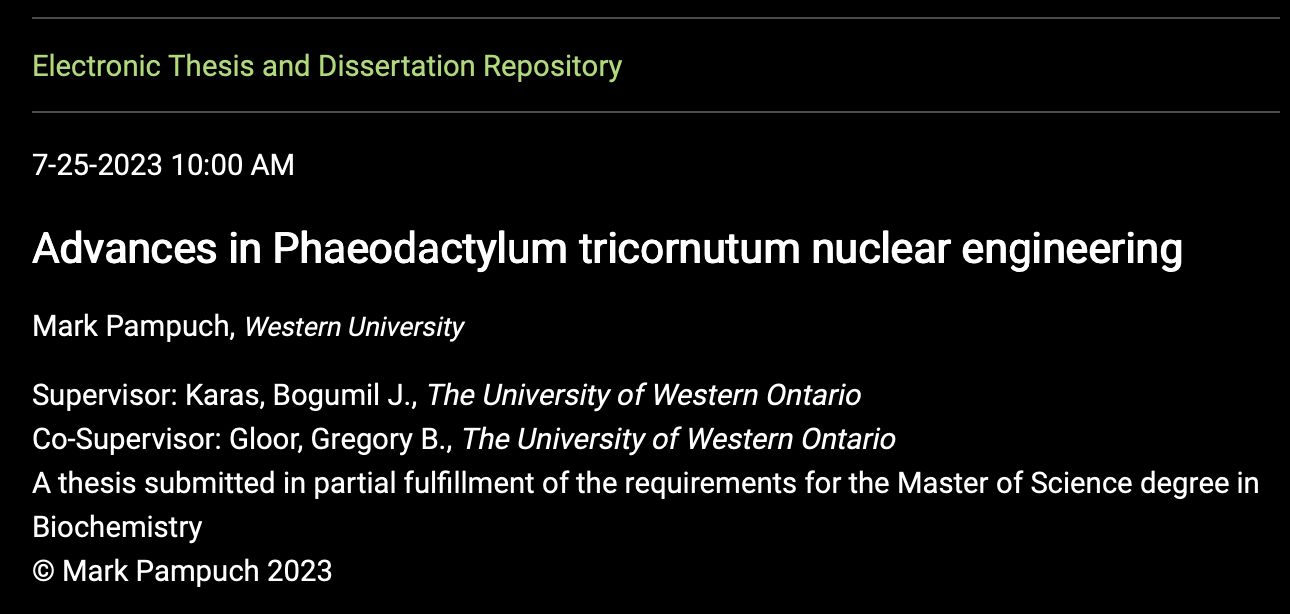 Electronic Thesis and Dissertation Repository
7-25-2023 10:00 AM
Advances in Phaeodactylum tricornutum nuclear engineering
Mark Pampuch, Western University
Supervisor: Karas, Bogumil J., The University of Western Ontario
Co-Supervisor: Gloor, Gregory B., The University of Western Ontario
A thesis submitted in partial fulfillment of the requirements for the Master of Science degree in
Biochemistry
© Mark Pampuch 2023